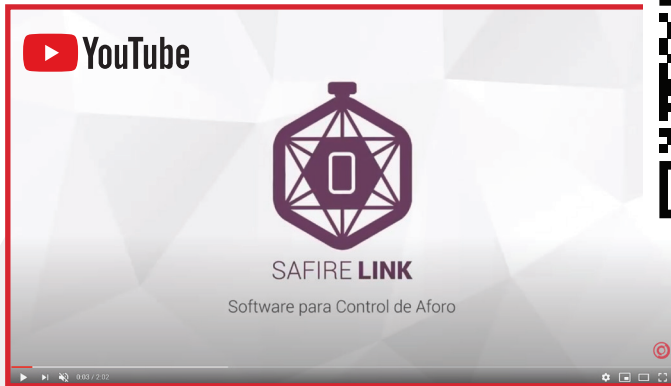 YouTube
SAFIRE LINK
Software para Control de Aforo
©
0:03 / 2:02